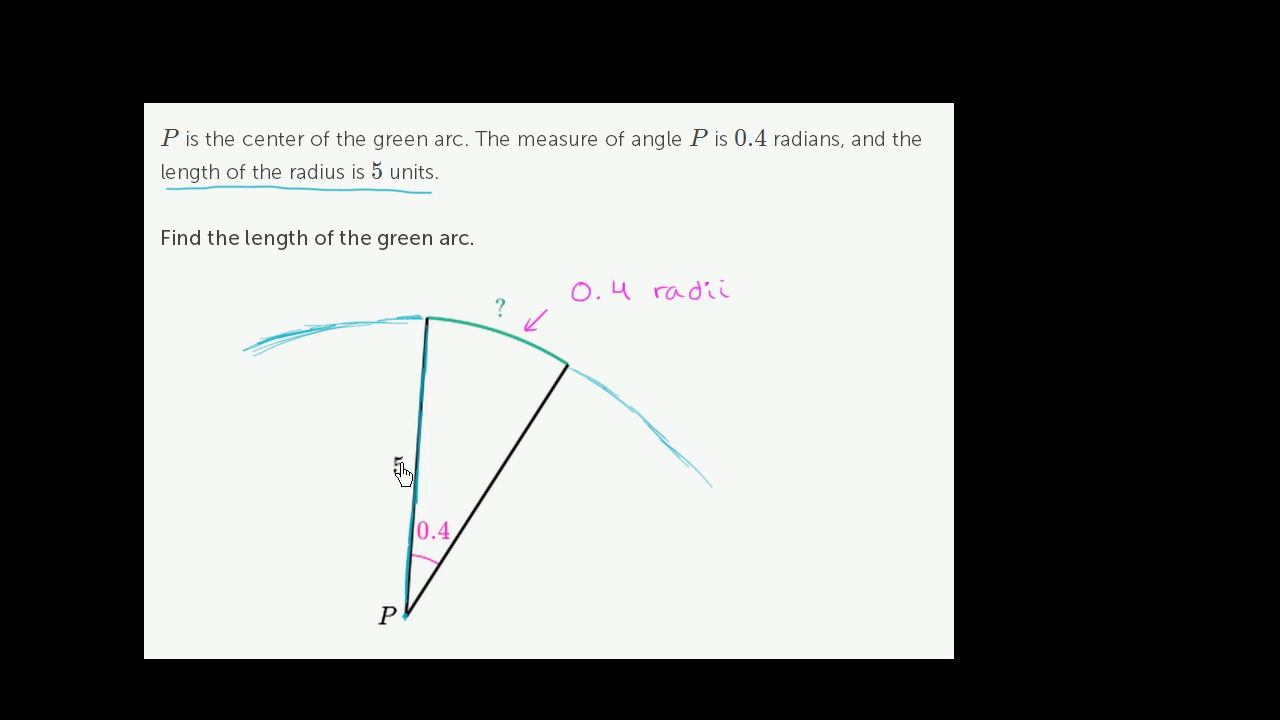 P is the center of the green arc. The measure of angle P is 0.4 radians, and the
length of the radius is 5 units.
Find the length of the green arc.
0.4 radii
?
5
0.4
P